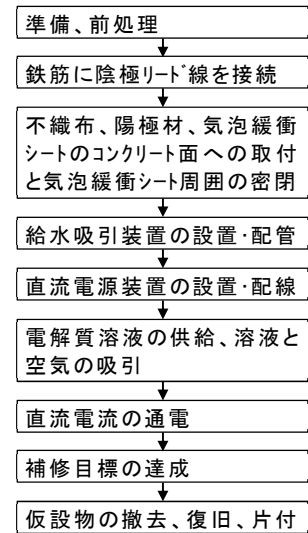 準備、前処理
鉄筋に陰極ﾘｰﾄﾞ線を接続
不織布、陽極材、気泡緩衝
ｼｰﾄのｺﾝｸﾘｰﾄ面への取付
と気泡緩衝ｼｰﾄ周囲の密閉
給水吸引装置の設置･配管
直流電源装置の設置･配線
電解質溶液の供給、溶液と
空気の吸引
直流電流の通電
補修目標の達成
仮設物の撤去、復旧、片付